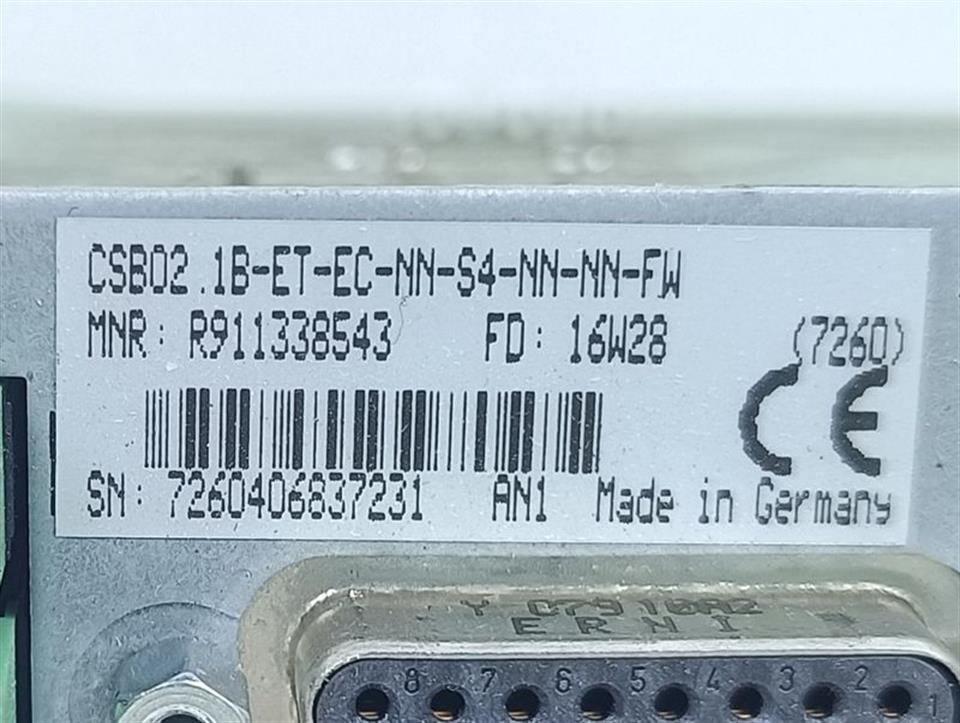 CSB02.1B-ET-EC-NN-S4-NN-NN-FW
MNR: R911338543 FD: 16W28 (7260)
CE
SN: 7260406837231 AN1 Made in Germany
ERNI
8 7 6 5 4 3 2 1